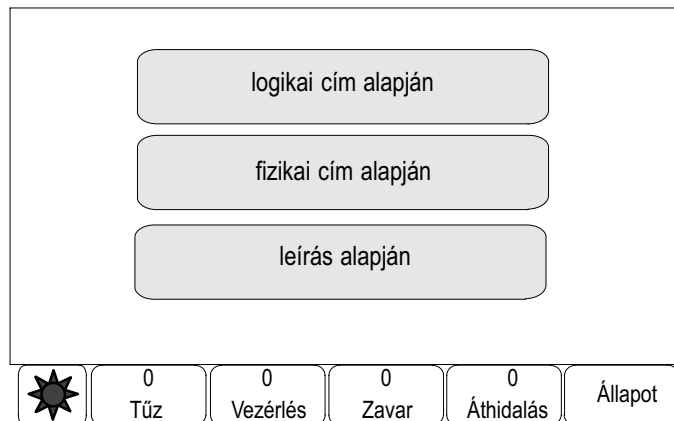 logikai cím alapján
fizikai cím alapján
leírás alapján
0 0 0 0
Tűz Vezérlés Zavar Áthidalás Állapot